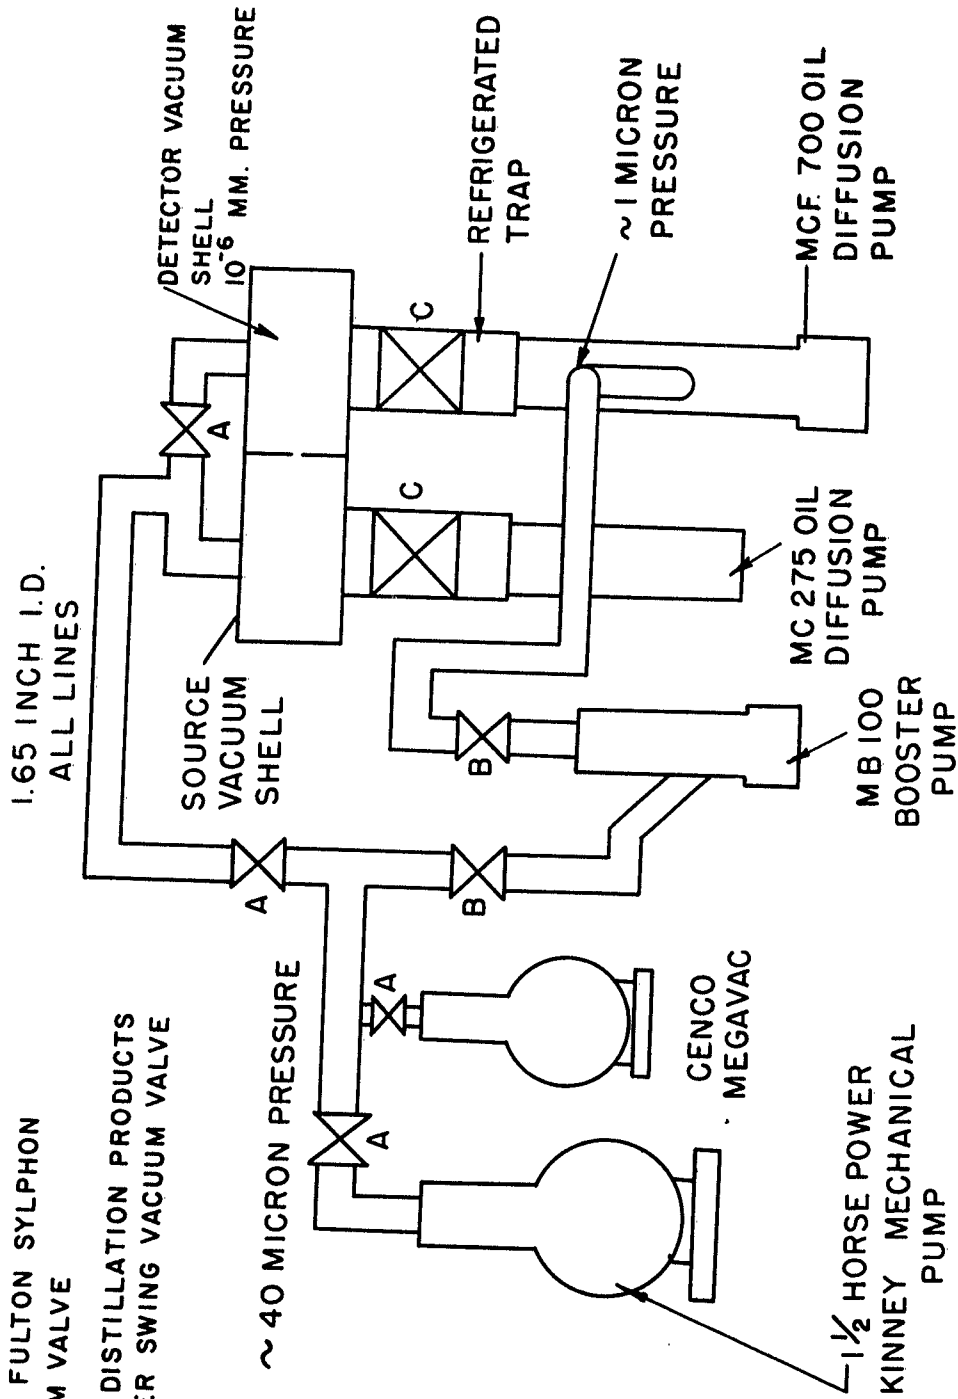 FULTON SYLPHON
VALVE
DISTILLATION PRODUCTS
SWING VACUUM VALVE
~ 40 MICRON PRESSURE
1.65 INCH I.D.
ALL LINES
SOURCE
VACUUM
SHELL
DETECTOR VACUUM
SHELL
10⁻⁶ MM. PRESSURE
REFRIGERATED
TRAP
~ 1 MICRON
PRESSURE
MCF. 700 OIL
DIFFUSION
PUMP
MC 275 OIL
DIFFUSION
PUMP
MB 100
BOOSTER
PUMP
CENCO
MEGAVAC
1 1/2 HORSE POWER
KINNEY MECHANICAL
PUMP
A
A
A
A
B
B
C
C